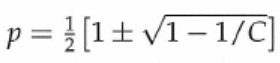 p = ½[1 ± √1 − 1/C]